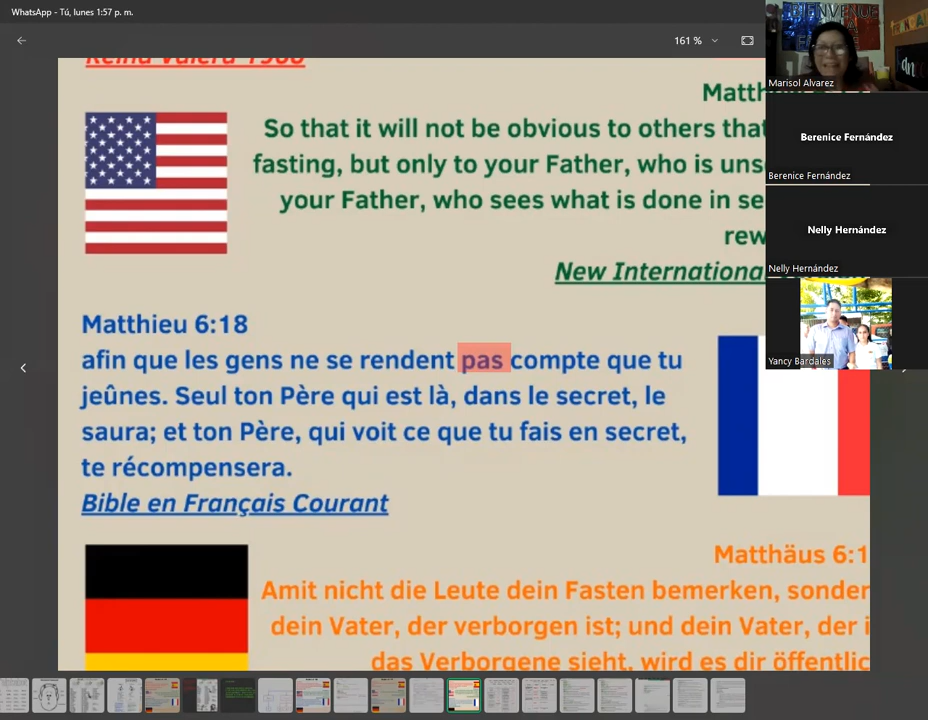 WhatsApp - Tú, lunes 1:57 p. m.
161 %
Marisol Alvarez
Berenice Fernández
Berenice Fernández
Nelly Hernández
Nelly Hernández
Yancy Bardales
Reina Valera 1960
Matth
So that it will not be obvious to others that
fasting, but only to your Father, who is uns
your Father, who sees what is done in se
rew
New Internationa
Matthieu 6:18
afin que les gens ne se rendent pas compte que tu
jeûnes. Seul ton Père qui est là, dans le secret, le
saura; et ton Père, qui voit ce que tu fais en secret,
te récompensera.
Bible en Français Courant
Matthäus 6:1
Amit nicht die Leute dein Fasten bemerken, sonder
dein Vater, der verborgen ist; und dein Vater, der i
das Verborgene sieht, wird es dir öffentlic